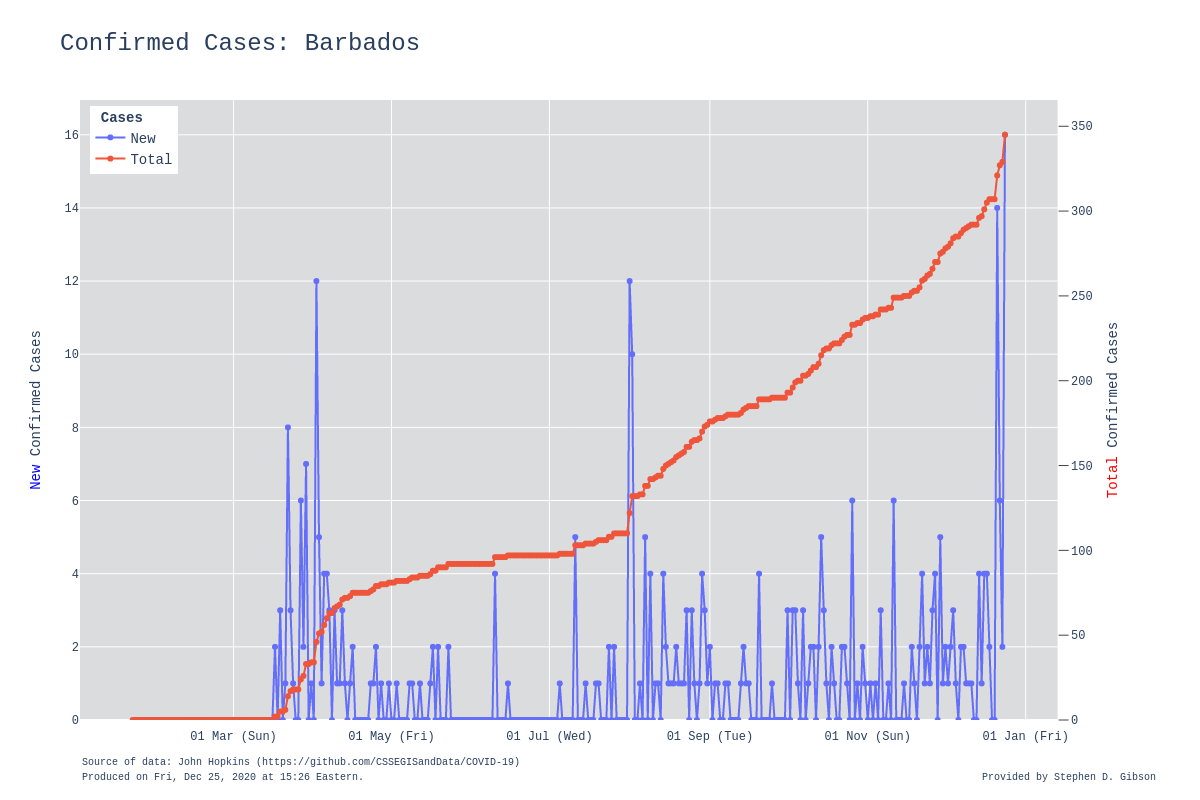 Confirmed Cases: Barbados
Cases
New
Total
16
14
12
10
8
6
4
2
0
350
300
250
200
150
100
50
0
New Confirmed Cases
Total Confirmed Cases
01 Mar (Sun)
01 May (Fri)
01 Jul (Wed)
01 Sep (Tue)
01 Nov (Sun)
01 Jan (Fri)
Source of data: John Hopkins (https://github.com/CSSEGISandData/COVID-19)
Produced on Fri, Dec 25, 2020 at 15:26 Eastern.
Provided by Stephen D. Gibson